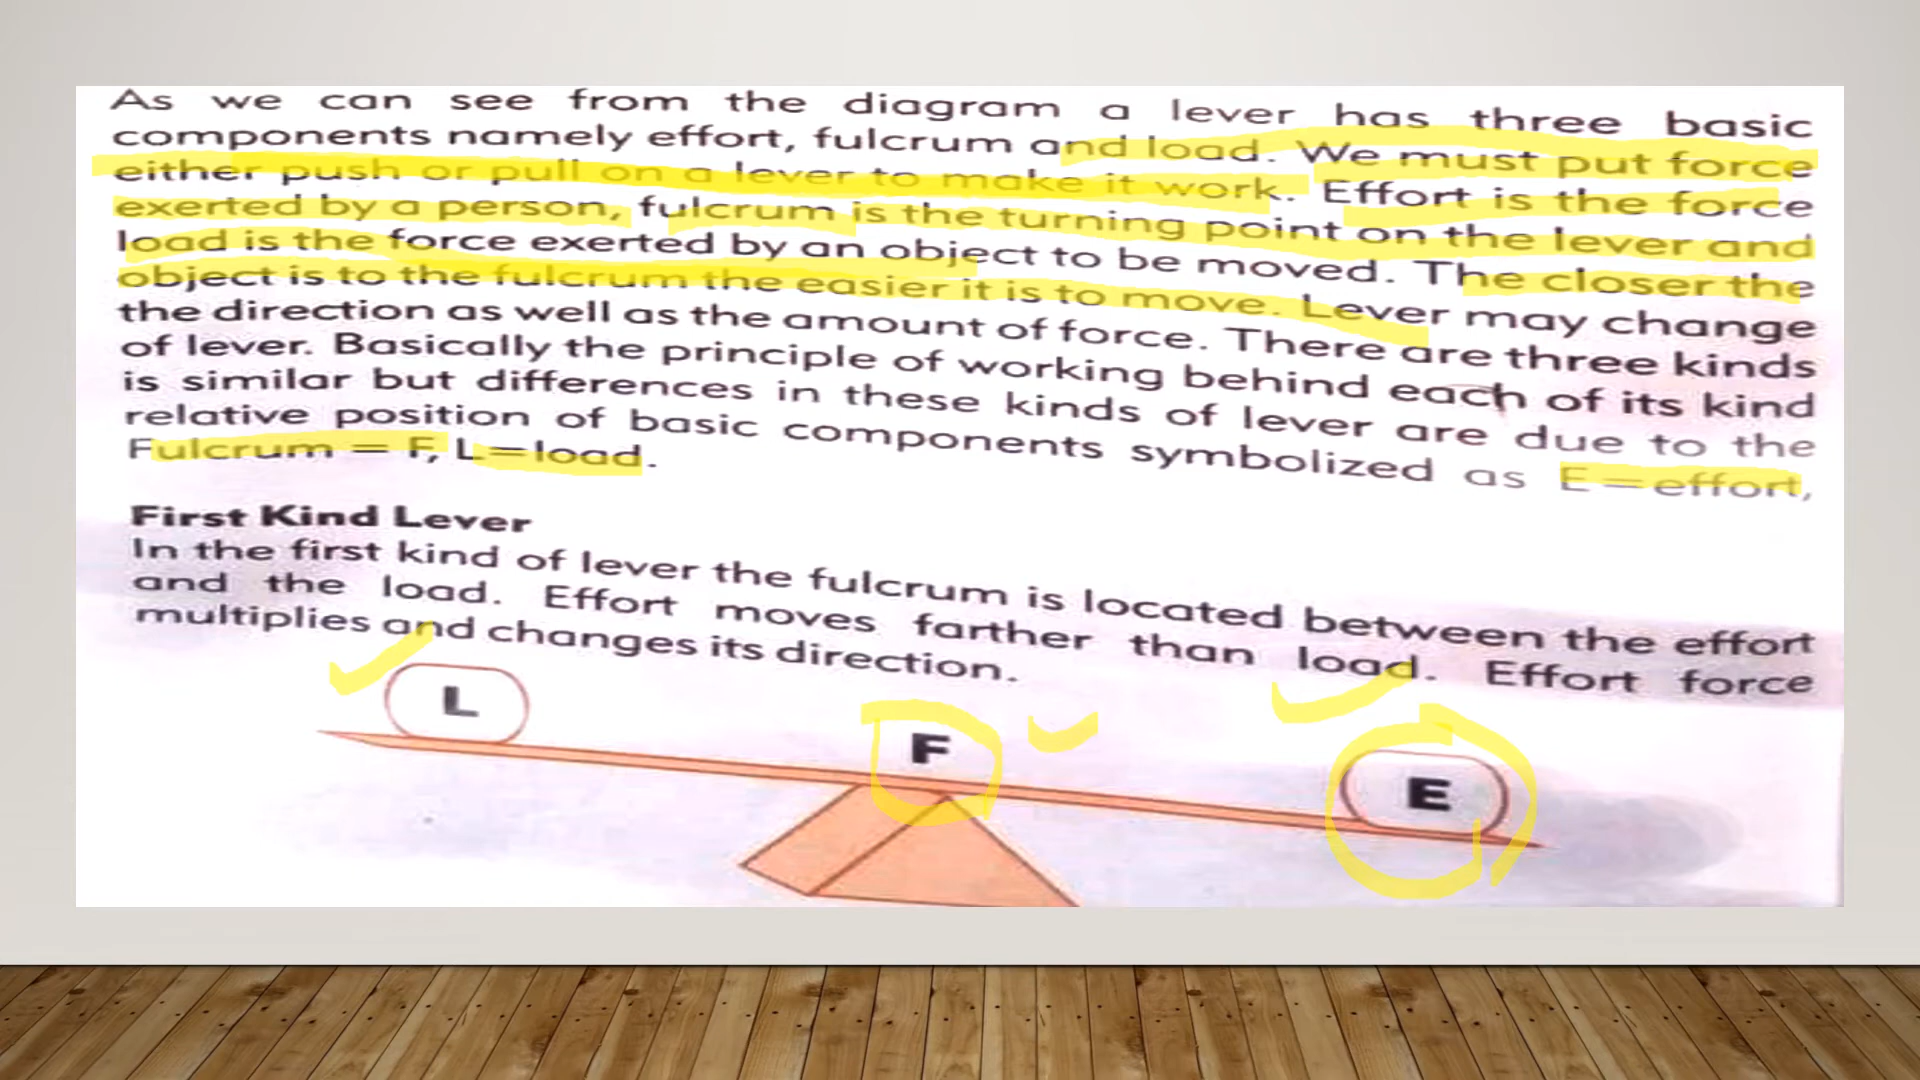 As we can see from the diagram a lever has three basic
components namely effort, fulcrum and load. We must put force
either push or pull on a lever to make it work. Effort is the force
exerted by a person, fulcrum is the turning point on the lever and
load is the force exerted by an object to be moved. The closer the
object is to the fulcrum the easier it is to move. Lever may change
the direction as well as the amount of force. There are three kinds
of lever. Basically the principle of working behind each of its kind
is similar but differences in these kinds of lever are due to the
relative position of basic components symbolized as E=effort,
Fulcrum = F, L=load.
First Kind Lever
In the first kind of lever the fulcrum is located between the effort
and the load. Effort moves farther than load. Effort force
multiplies and changes its direction.
L
F
E